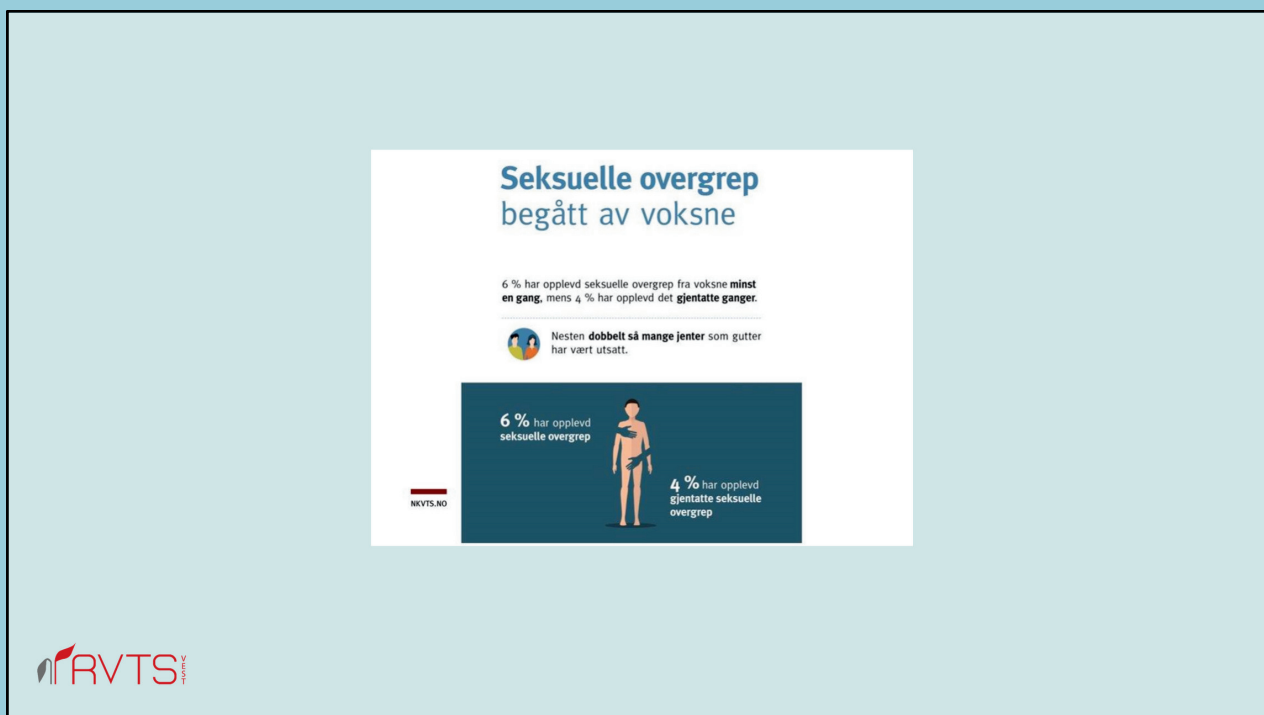 Seksuelle overgrep
begått av voksne
6 % har opplevd seksuelle overgrep fra voksne minst
en gang, mens 4 % har opplevd det gjentatte ganger.
Nesten dobbelt så mange jenter som gutter
har vært utsatt.
6 % har opplevd
seksuelle overgrep
4 % har opplevd
gjentatte seksuelle
overgrep
NKVTS.NO
RVTS VEST